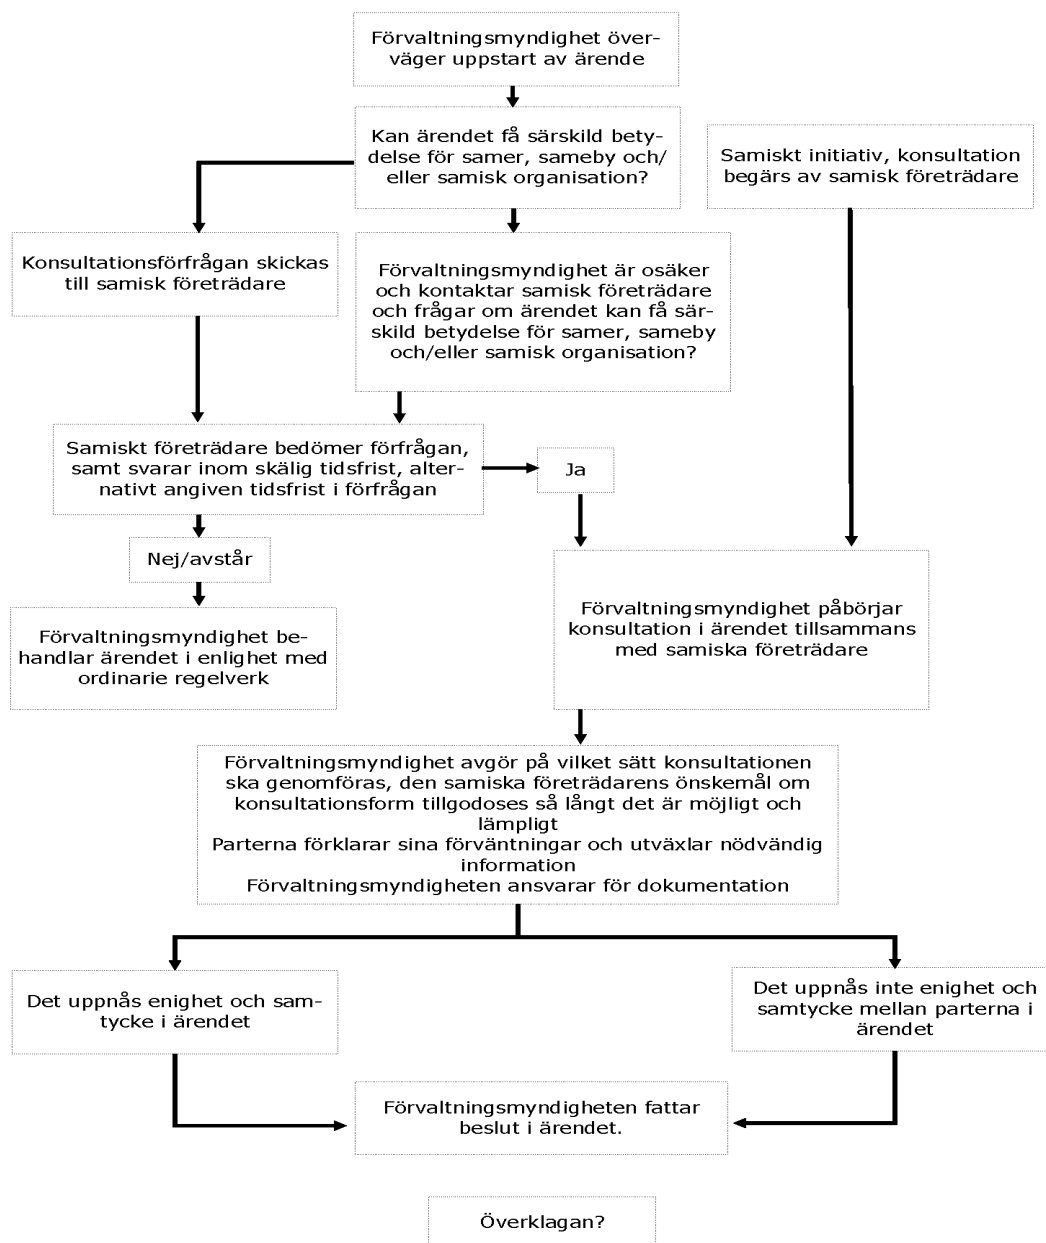 Förvaltningsmyndighet över-
väger uppstart av ärende
Kan ärendet få särskild bety-
delse för samer, sameby och/
eller samisk organisation?
Samiskt initiativ, konsultation
begärs av samisk företrädare
Konsultationsförfrågan skickas
till samisk företrädare
Förvaltningsmyndighet är osäker
och kontaktar samisk företrädare
och frågar om ärendet kan få sär-
skild betydelse för samer, sameby
och/eller samisk organisation?
Samiskt företrädare bedömer förfrågan,
samt svarar inom skälig tidsfrist, alter-
nativt angiven tidsfrist i förfrågan
Ja
Nej/avstår
Förvaltningsmyndighet be-
handlar ärendet i enlighet med
ordinarie regelverk
Förvaltningsmyndighet påbörjar
konsultation i ärendet tillsammans
med samiska företrädare
Förvaltningsmyndighet avgör på vilket sätt konsultationen
ska genomföras, den samiska företrädarens önskemål om
konsultationsform tillgodoses så långt det är möjligt och
lämpligt
Parterna förklarar sina förväntningar och utväxlar nödvändig
information
Förvaltningsmyndigheten ansvarar för dokumentation
Det uppnås enighet och sam-
tycke i ärendet
Det uppnås inte enighet och
samtycke mellan parterna i
ärendet
Förvaltningsmyndigheten fattar
beslut i ärendet.
Överklagan?